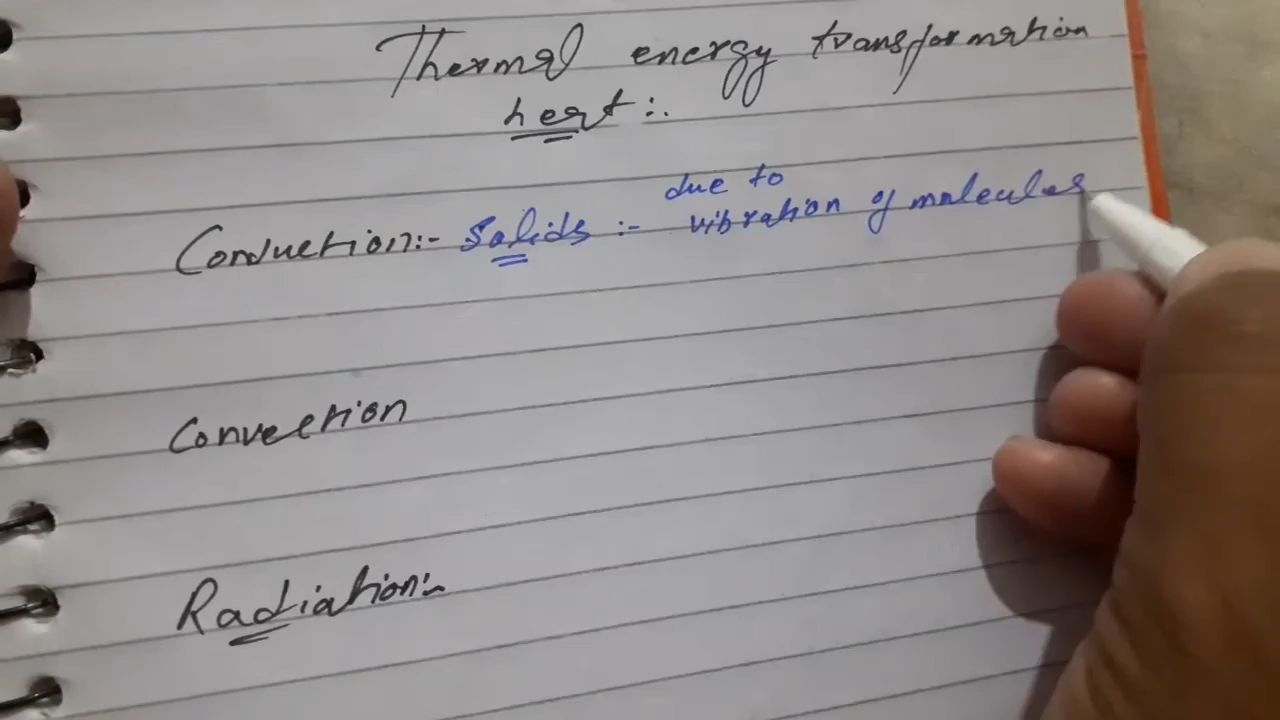 Thermal energy transformation
heat :.
due to
Conduction:- Solids :- vibration of molecules
Convection
Radiation:-